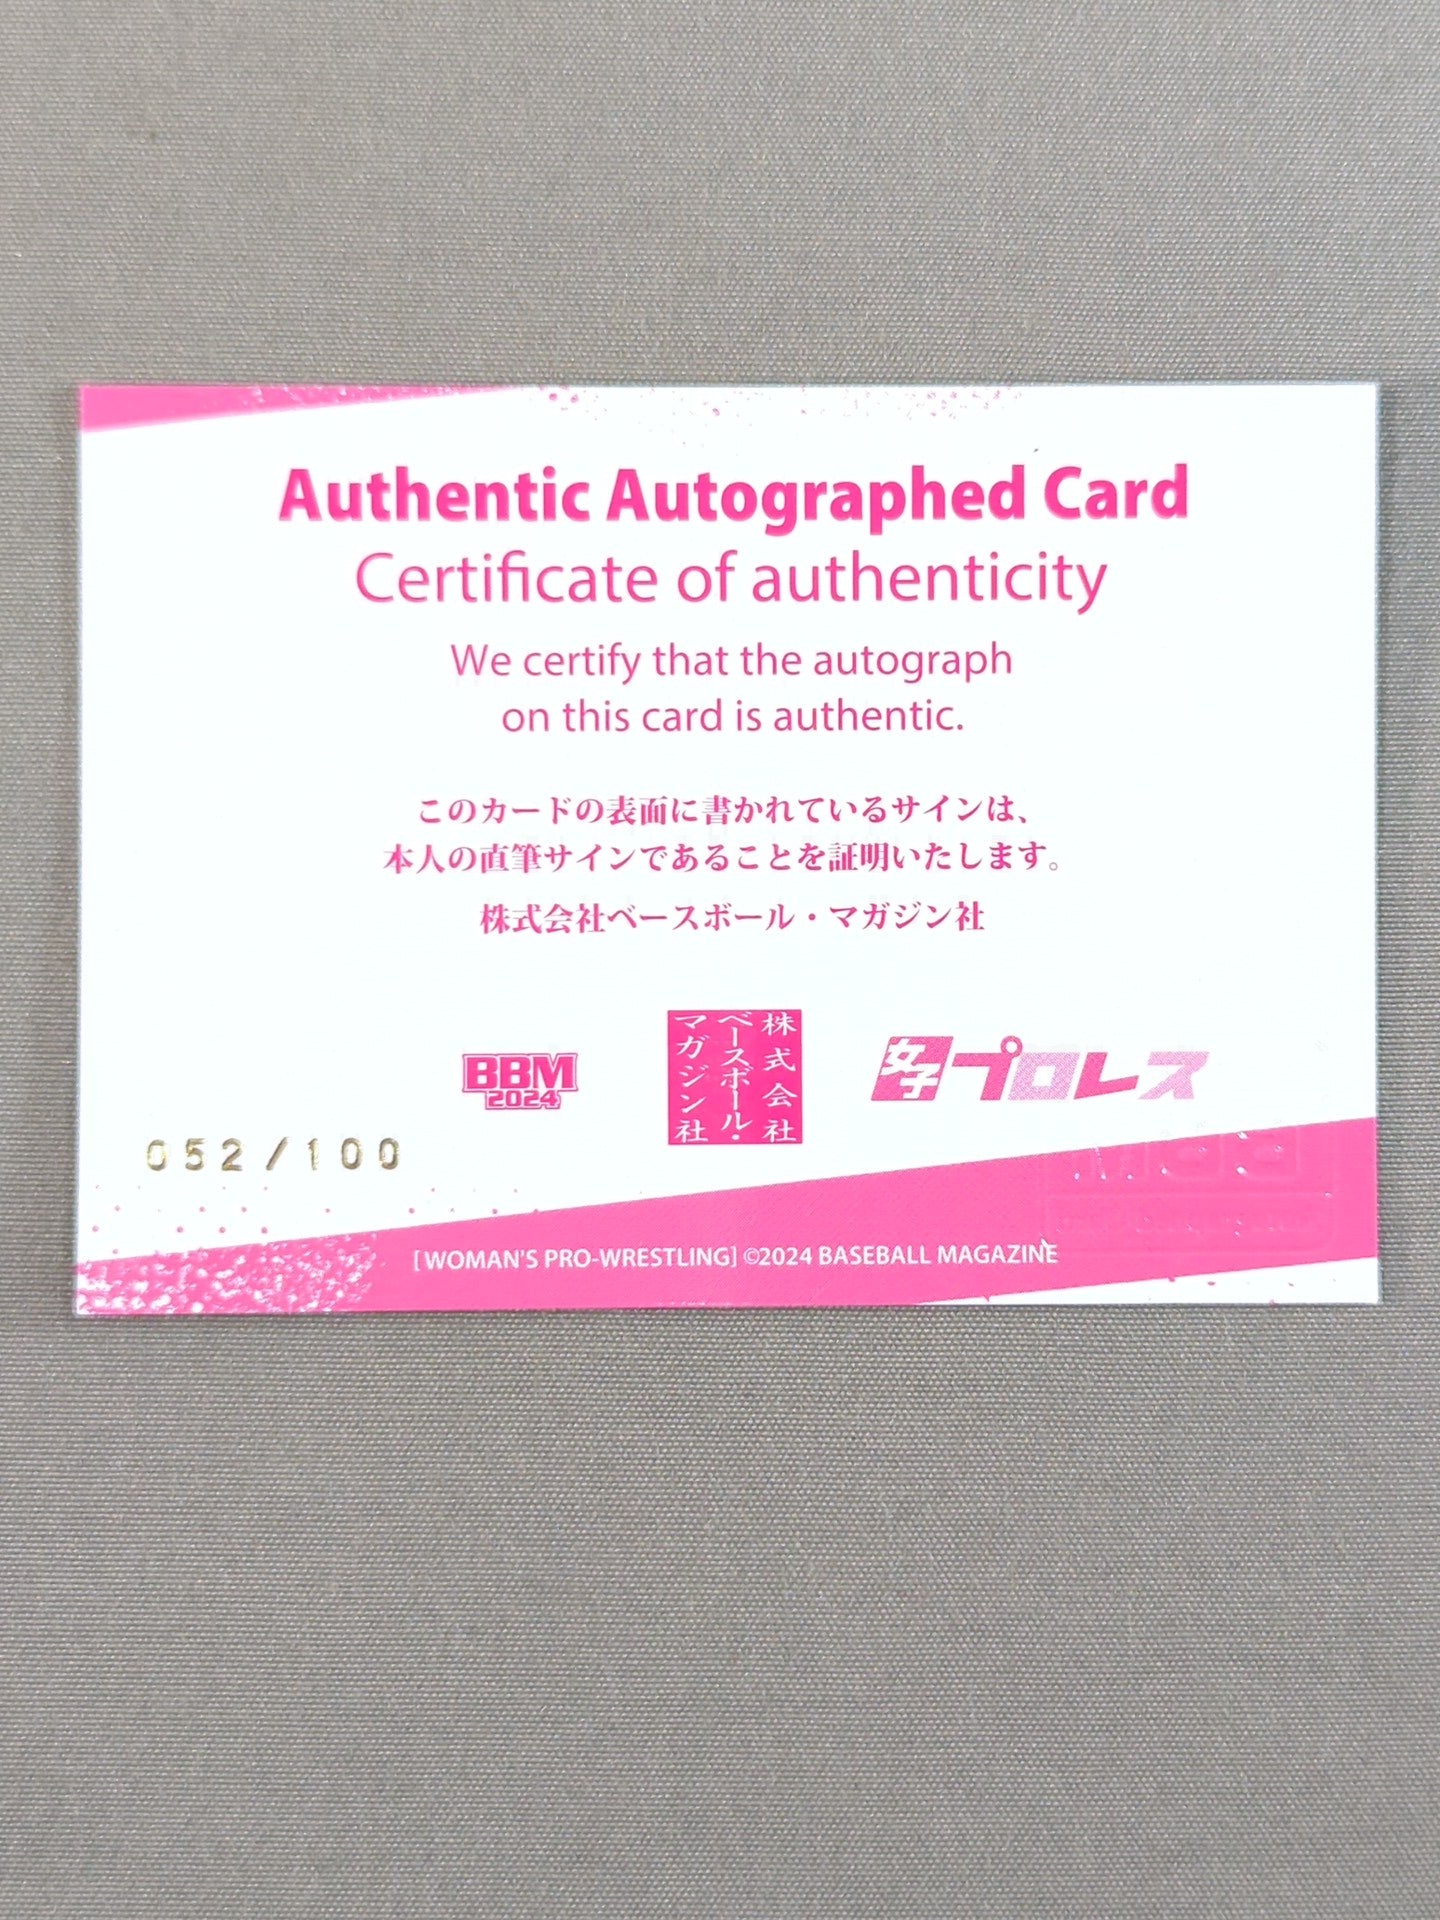 Authentic Autographed Card
Certificate of authenticity
We certify that the autograph
on this card is authentic.
このカードの表面に書かれているサインは、
本人の直筆サインであることを証明いたします。
株式会社ベースボール・マガジン社
BBM
2024
株式会社
ベースボール・
マガジン社
女子プロレス
052/100
BBM
[WOMAN'S PRO-WRESTLING] ©2024 BASEBALL MAGAZINE